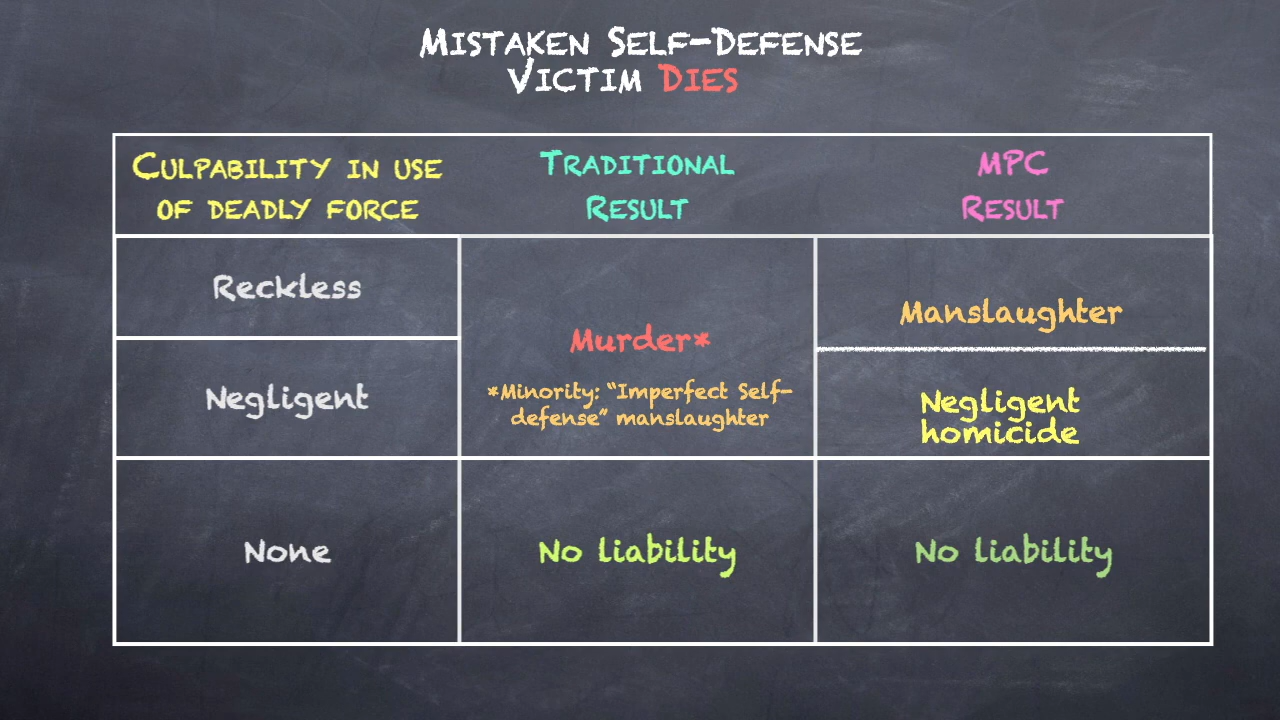 Mistaken Self-Defense
Victim Dies
Culpability in use
of deadly force
Traditional
Result
MPC
Result
Reckless
Murder*
*Minority: “Imperfect Self-
defense” manslaughter
Manslaughter
Negligent
Negligent
homicide
None
No liability
No liability